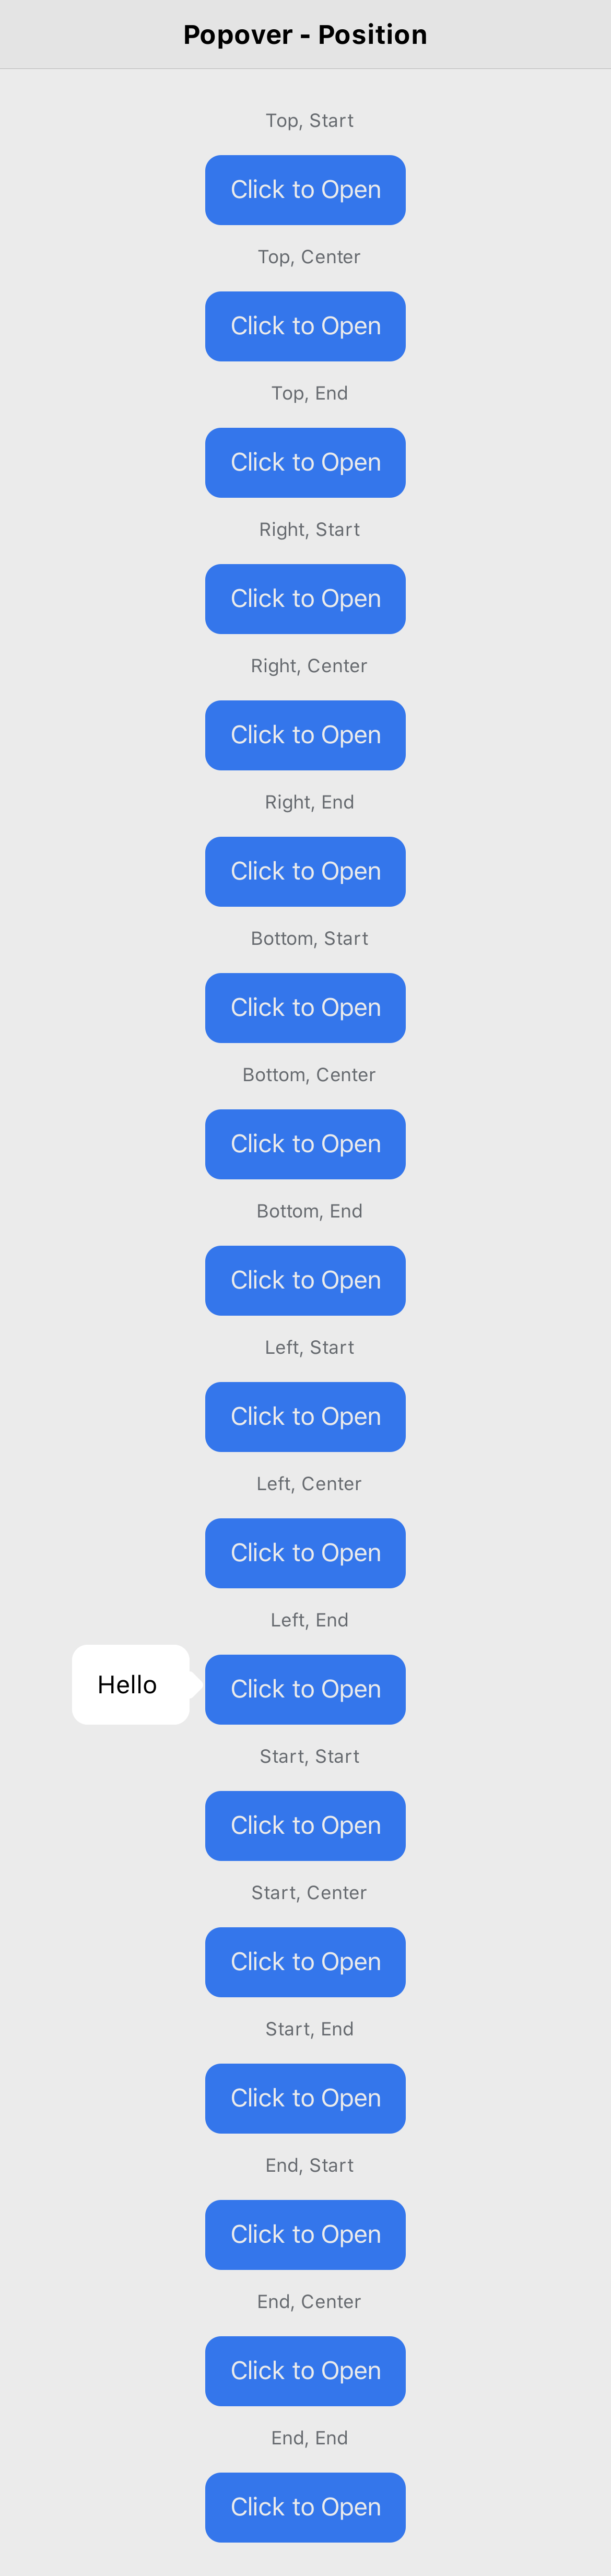 Popover - Position
Top, Start
Click to Open
Top, Center
Click to Open
Top, End
Click to Open
Right, Start
Click to Open
Right, Center
Click to Open
Right, End
Click to Open
Bottom, Start
Click to Open
Bottom, Center
Click to Open
Bottom, End
Click to Open
Left, Start
Click to Open
Left, Center
Click to Open
Left, End
Hello
Click to Open
Start, Start
Click to Open
Start, Center
Click to Open
Start, End
Click to Open
End, Start
Click to Open
End, Center
Click to Open
End, End
Click to Open